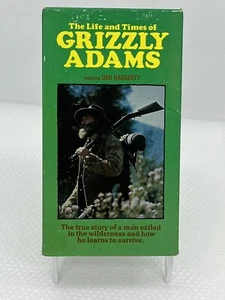 The Life and Times of
GRIZZLY
ADAMS
Featuring DAN HAGGERTY
The true story of a man exiled
in the wilderness and how
he learns to survive.